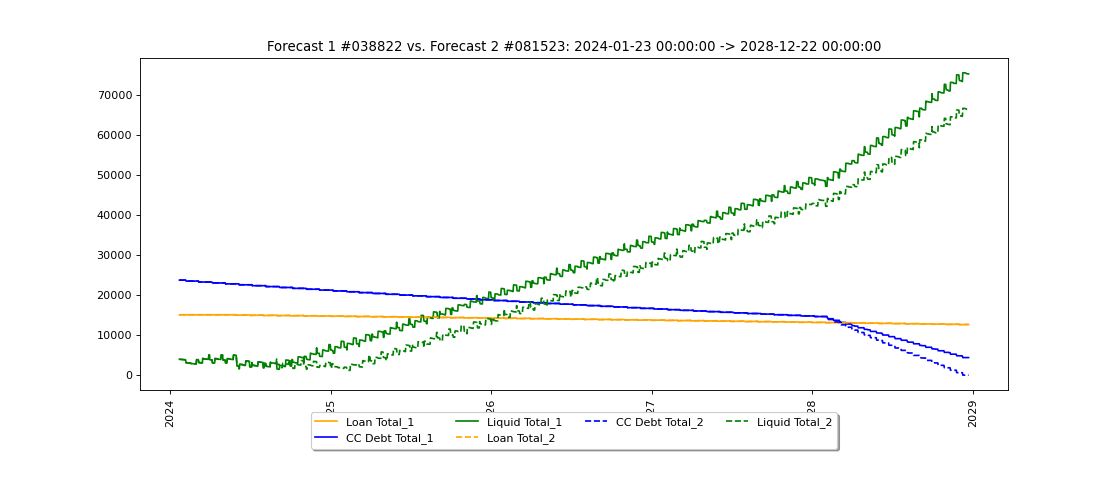 Forecast 1 #038822 vs. Forecast 2 #081523: 2024-01-23 00:00:00 -> 2028-12-22 00:00:00
70000
60000
50000
40000
30000
20000
10000
0
2024
25
26
27
28
2029
Loan Total_1
Liquid Total_1
CC Debt Total_2
Liquid Total_2
CC Debt Total_1
Loan Total_2